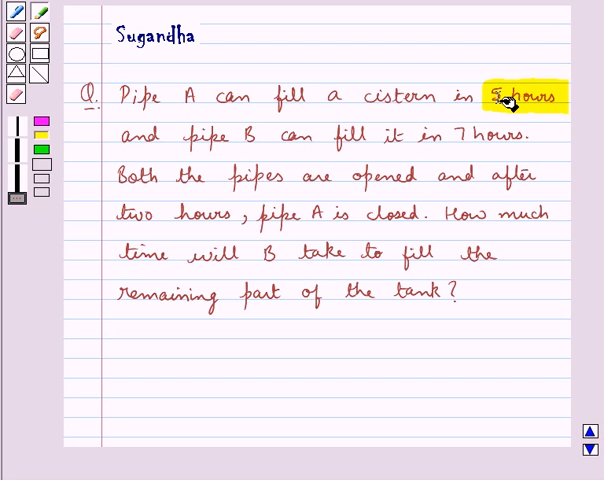 Sugandha
Q. Pipe A can fill a cistern in 5 hours
and pipe B can fill it in 7 hours.
Both the pipes are opened and after
two hours, pipe A is closed. How much
time will B take to fill the
remaining part of the tank?